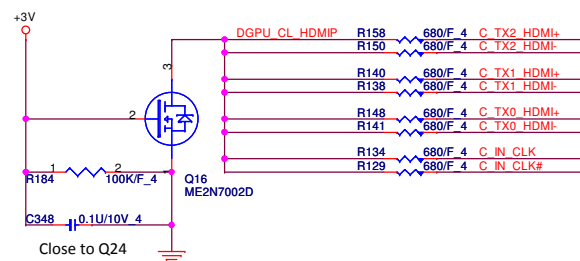 +3V
DGPU_CL_HDMIP R158 680/F_4 C_TX2_HDMI+
R150 680/F_4 C_TX2_HDMI-
3
R140 680/F_4 C_TX1_HDMI+
R138 680/F_4 C_TX1_HDMI-
2
R148 680/F_4 C_TX0_HDMI+
R141 680/F_4 C_TX0_HDMI-
R134 680/F_4 C_IN_CLK
R129 680/F_4 C_IN_CLK#
1 2 1
R184 100K/F_4 Q16
ME2N7002D
C348 0.1U/10V_4
Close to Q24